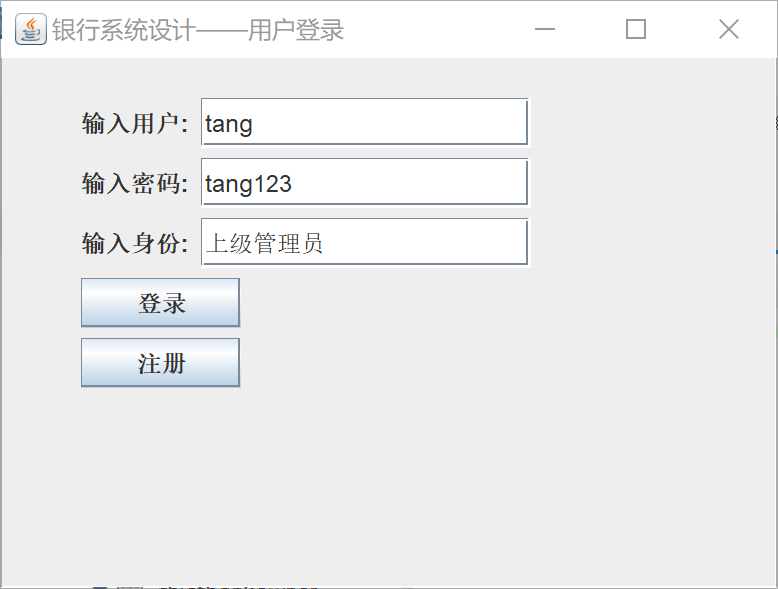 银行系统设计——用户登录
输入用户: tang
输入密码: tang123
输入身份: 上级管理员
登录
注册